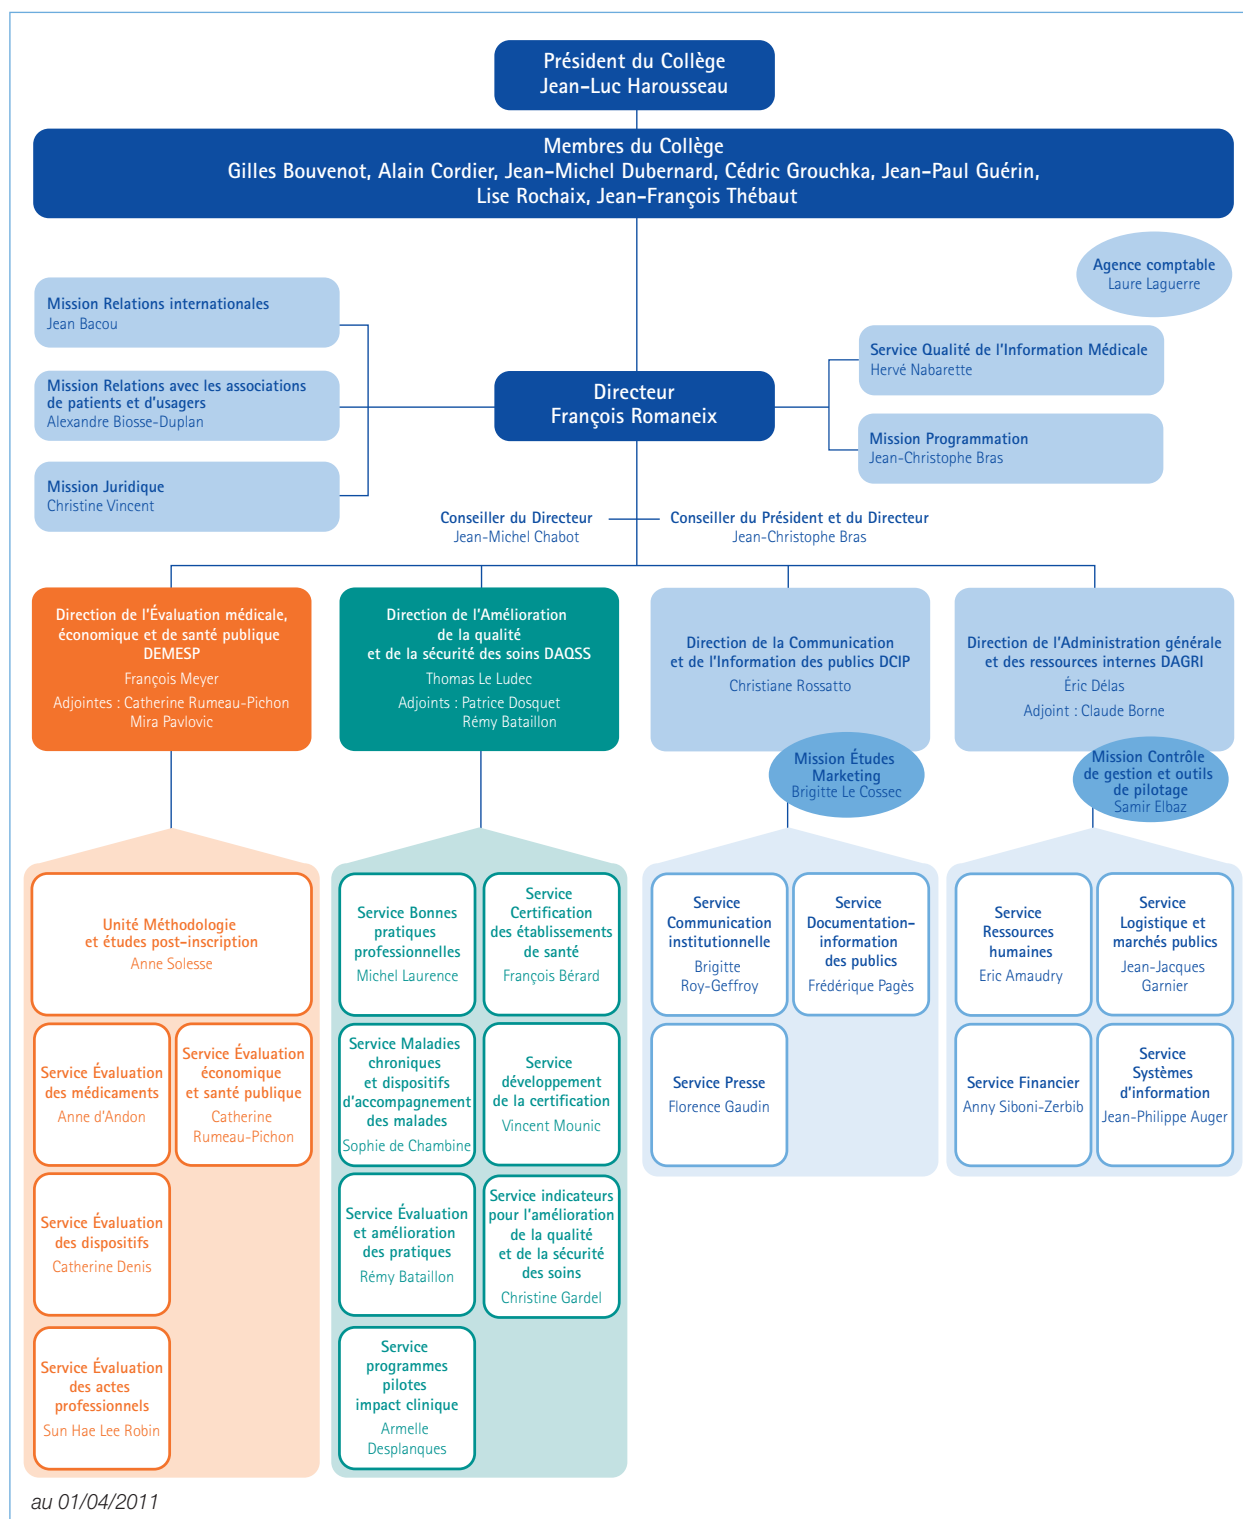 Président du Collège
Jean-Luc Harousseau
Membres du Collège
Gilles Bouvenot, Alain Cordier, Jean-Michel Dubernard, Cédric Grouchka, Jean-Paul Guérin,
Lise Rochaix, Jean-François Thébaut
Agence comptable
Laure Laguerre
Mission Relations internationales
Jean Bacou
Mission Relations avec les associations
de patients et d'usagers
Alexandre Biosse-Duplan
Mission Juridique
Christine Vincent
Directeur
François Romaneix
Service Qualité de l'Information Médicale
Hervé Nabarette
Mission Programmation
Jean-Christophe Bras
Conseiller du Directeur
Jean-Michel Chabot
Conseiller du Président et du Directeur
Jean-Christophe Bras
Direction de l'Évaluation médicale,
économique et de santé publique
DEMESP
François Meyer
Adjointes : Catherine Rumeau-Pichon
Mira Pavlovic
Direction de l'Amélioration
de la qualité
et de la sécurité des soins DAQSS
Thomas Le Ludec
Adjoints : Patrice Dosquet
Rémy Bataillon
Direction de la Communication
et de l'Information des publics DCIP
Christiane Rossatto
Direction de l'Administration générale
et des ressources internes DAGRI
Éric Délas
Adjoint : Claude Borne
Mission Études
Marketing
Brigitte Le Cossec
Mission Contrôle
de gestion et outils
de pilotage
Samir Elbaz
Unité Méthodologie
et études post-inscription
Anne Solesse
Service Évaluation
des médicaments
Anne d'Andon
Service Évaluation
économique
et santé publique
Catherine
Rumeau-Pichon
Service Évaluation
des dispositifs
Catherine Denis
Service Évaluation
des actes
professionnels
Sun Hae Lee Robin
Service Bonnes
pratiques
professionnelles
Michel Laurence
Service
Certification
des établissements
de santé
François Bérard
Service Maladies
chroniques
et dispositifs
d'accompagnement
des malades
Sophie de Chambine
Service
développement
de la certification
Vincent Mounic
Service Évaluation
et amélioration
des pratiques
Rémy Bataillon
Service indicateurs
pour l'amélioration
de la qualité
et de la sécurité
des soins
Christine Gardel
Service
programmes
pilotes
impact clinique
Armelle
Desplanques
Service
Communication
institutionnelle
Brigitte
Roy-Geffroy
Service
Documentation-
information
des publics
Frédérique Pagès
Service Presse
Florence Gaudin
Service
Ressources
humaines
Eric Amaudry
Service
Logistique et
marchés publics
Jean-Jacques
Garnier
Service Financier
Anny Siboni-Zerbib
Service
Systèmes
d'information
Jean-Philippe Auger
au 01/04/2011